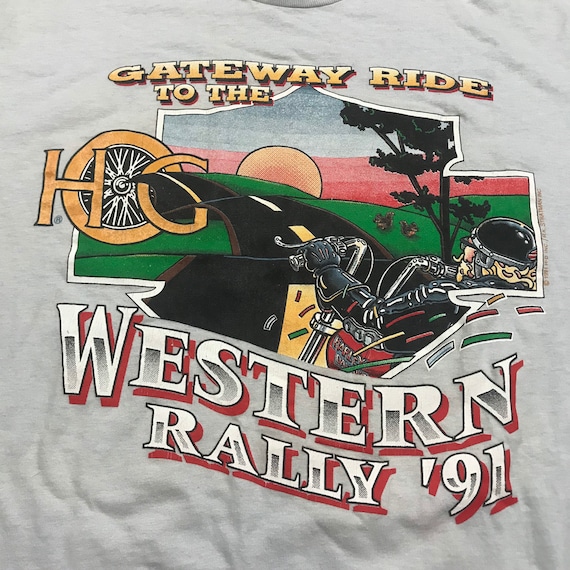 GATEWAY RIDE
TO THE
HOG
®
WESTERN
RALLY '91